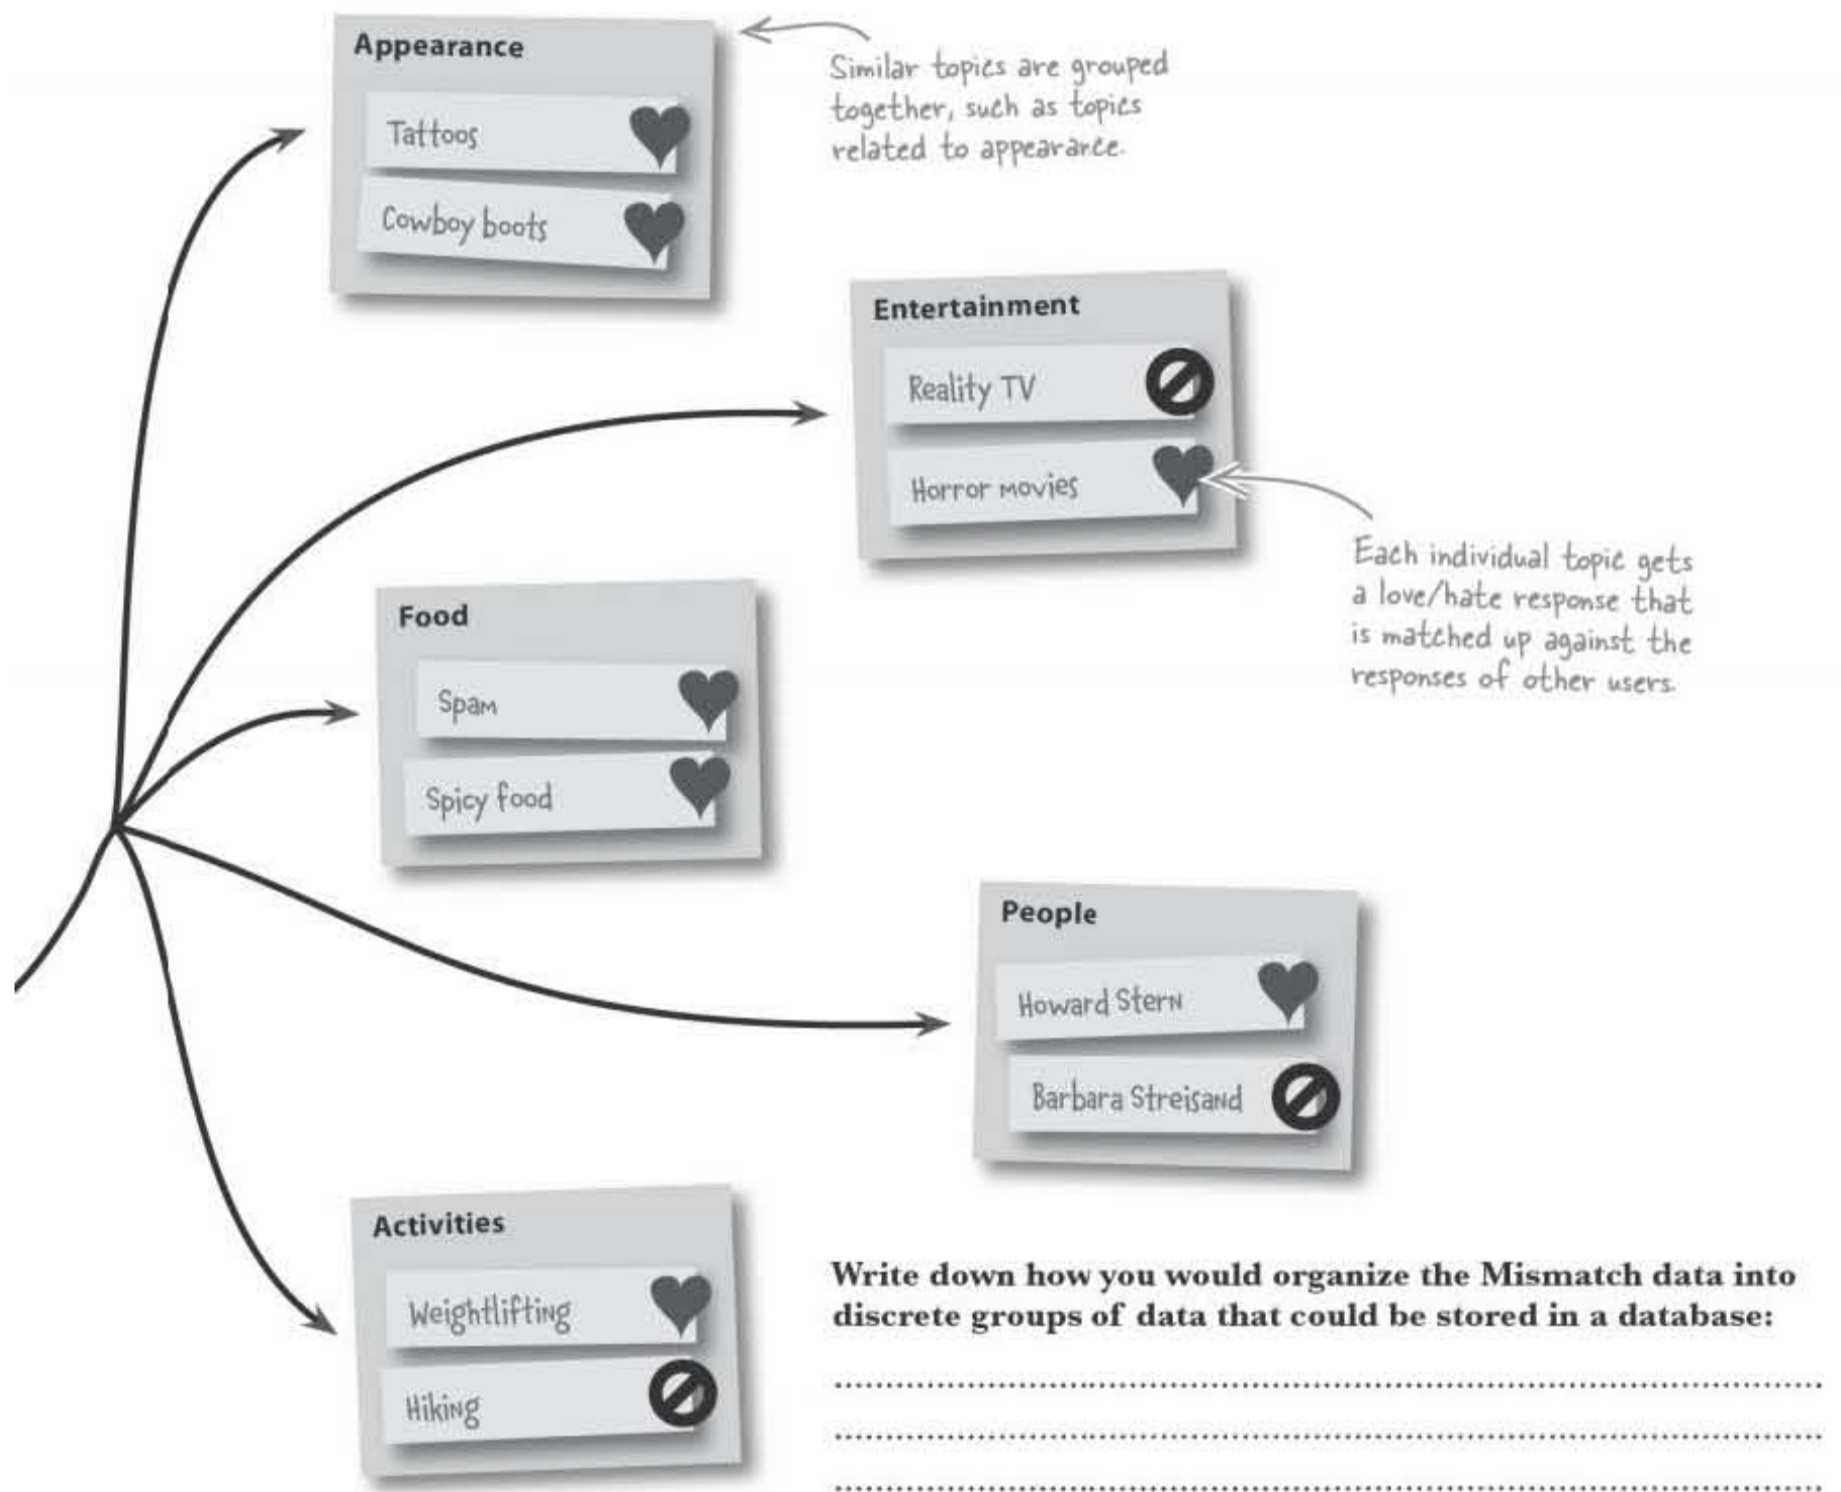 Appearance
Tattoos
Cowboy boots
Similar topics are grouped
together, such as topics
related to appearance.
Entertainment
Reality TV
Horror movies
Each individual topic gets
a love/hate response that
is matched up against the
responses of other users.
Food
Spam
Spicy food
People
Howard Stern
Barbara Streisand
Activities
Weightlifting
Hiking
Write down how you would organize the Mismatch data into
discrete groups of data that could be stored in a database: